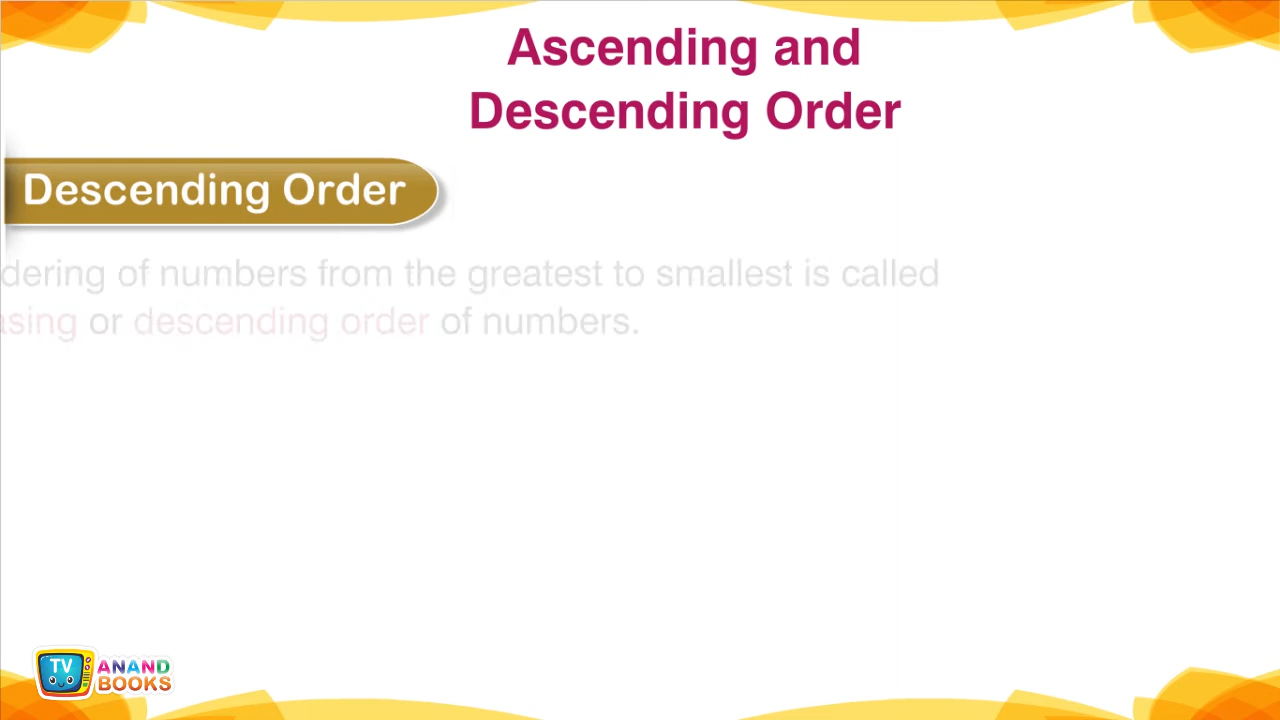 Ascending and
Descending Order
Descending Order
dering of numbers from the greatest to smallest is called
asing or descending order of numbers.
TV ANAND
BOOKS